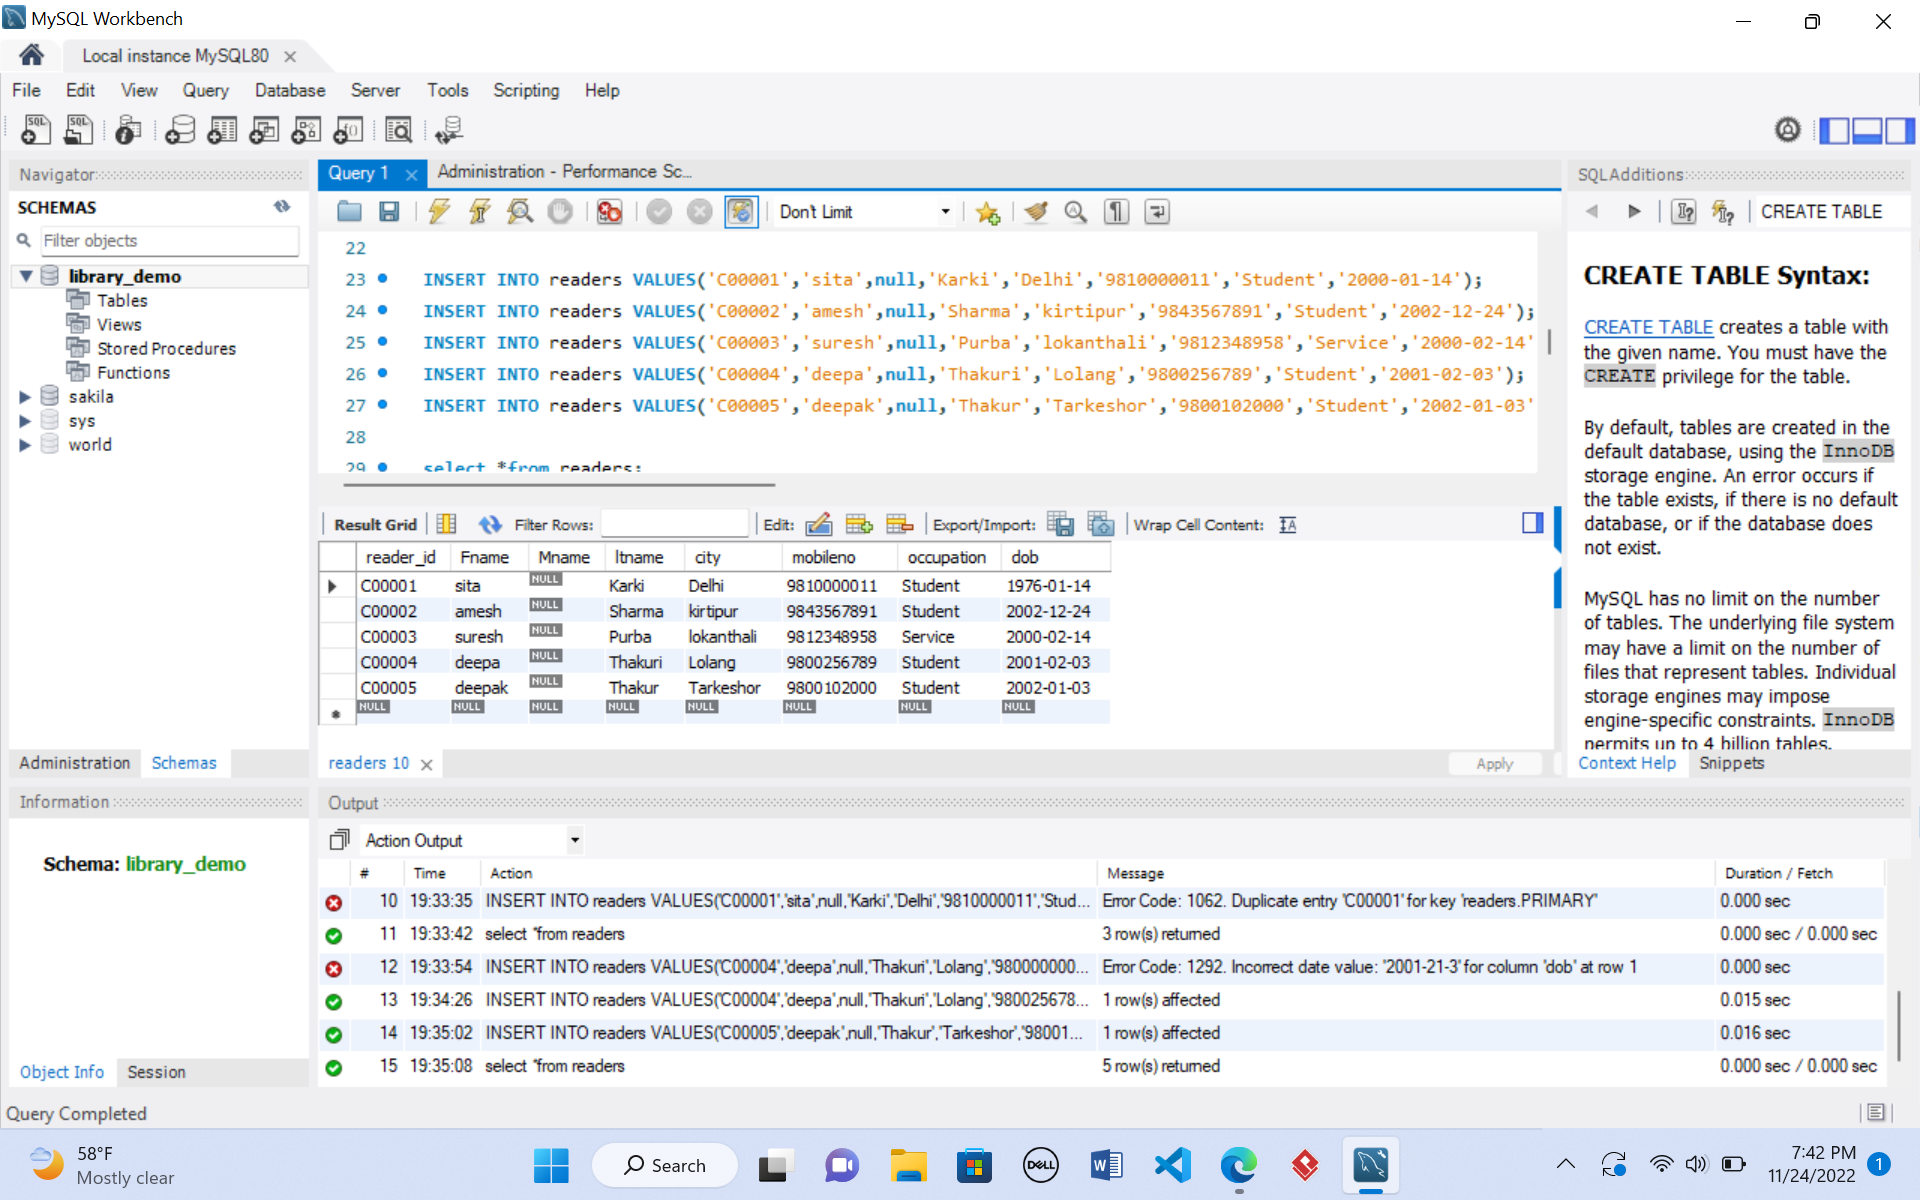 MySQL Workbench
Local instance MySQL80
File Edit View Query Database Server Tools Scripting Help
Navigator
SCHEMAS
Filter objects
library_demo
Tables
Views
Stored Procedures
Functions
sakila
sys
world
Administration Schemas
Information
Schema: library_demo
Object Info Session
Query 1 Administration - Performance Sc...
Don't Limit
22
23 INSERT INTO readers VALUES('C00001','sita',null,'Karki','Delhi','9810000011','Student','2000-01-14');
24 INSERT INTO readers VALUES('C00002','amesh',null,'Sharma','kirtipur','9843567891','Student','2002-12-24');
25 INSERT INTO readers VALUES('C00003','suresh',null,'Purba','lokanthali','9812348958','Service','2000-02-14'
26 INSERT INTO readers VALUES('C00004','deepa',null,'Thakuri','Lolang','9800256789','Student','2001-02-03');
27 INSERT INTO readers VALUES('C00005','deepak',null,'Thakur','Tarkeshor','9800102000','Student','2002-01-03'
28
29 select *from readers;
Result Grid Filter Rows: Edit: Export/Import: Wrap Cell Content:
reader_id Fname Mname ltname city mobileno occupation dob
C00001 sita NULL Karki Delhi 9810000011 Student 1976-01-14
C00002 amesh NULL Sharma kirtipur 9843567891 Student 2002-12-24
C00003 suresh NULL Purba lokanthali 9812348958 Service 2000-02-14
C00004 deepa NULL Thakuri Lolang 9800256789 Student 2001-02-03
C00005 deepak NULL Thakur Tarkeshor 9800102000 Student 2002-01-03
NULL NULL NULL NULL NULL NULL NULL NULL
readers 10 Apply
SQLAdditions
CREATE TABLE
CREATE TABLE Syntax:
CREATE TABLE creates a table with
the given name. You must have the
CREATE privilege for the table.
By default, tables are created in the
default database, using the InnoDB
storage engine. An error occurs if
the table exists, if there is no default
database, or if the database does
not exist.
MySQL has no limit on the number
of tables. The underlying file system
may have a limit on the number of
files that represent tables. Individual
storage engines may impose
engine-specific constraints. InnoDB
permits up to 4 billion tables.
Context Help Snippets
Output
Action Output
# Time Action Message Duration / Fetch
10 19:33:35 INSERT INTO readers VALUES('C00001','sita',null,'Karki','Delhi','9810000011','Stud... Error Code: 1062. Duplicate entry 'C00001' for key 'readers.PRIMARY' 0.000 sec
11 19:33:42 select *from readers 3 row(s) returned 0.000 sec / 0.000 sec
12 19:33:54 INSERT INTO readers VALUES('C00004','deepa',null,'Thakuri','Lolang','980000000... Error Code: 1292. Incorrect date value: '2001-21-3' for column 'dob' at row 1 0.000 sec
13 19:34:26 INSERT INTO readers VALUES('C00004','deepa',null,'Thakuri','Lolang','980025678... 1 row(s) affected 0.015 sec
14 19:35:02 INSERT INTO readers VALUES('C00005','deepak',null,'Thakur','Tarkeshor','98001... 1 row(s) affected 0.016 sec
15 19:35:08 select *from readers 5 row(s) returned 0.000 sec / 0.000 sec
Query Completed
58°F
Mostly clear
Search
DELL
7:42 PM
11/24/2022
1